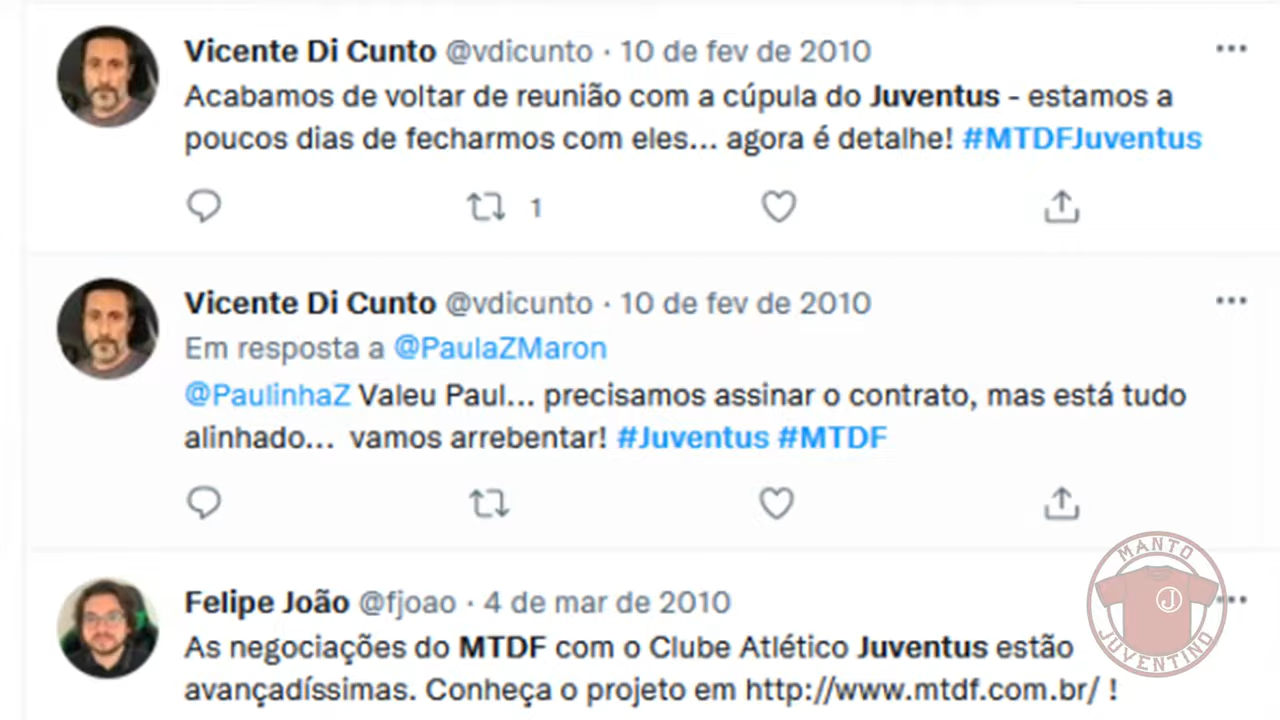 Vicente Di Cunto @vdicunto · 10 de fev de 2010
Acabamos de voltar de reunião com a cúpula do Juventus - estamos a
poucos dias de fecharmos com eles... agora é detalhe! #MTDFJuventus
1
Vicente Di Cunto @vdicunto · 10 de fev de 2010
Em resposta a @PaulaZMaron
@PaulinhaZ Valeu Paul... precisamos assinar o contrato, mas está tudo
alinhado... vamos arrebentar! #Juventus #MTDF
Felipe João @fjoao · 4 de mar de 2010
As negociações do MTDF com o Clube Atlético Juventus estão
avançadíssimas. Conheça o projeto em http://www.mtdf.com.br/ !
MANTO
J
JUVENTINO